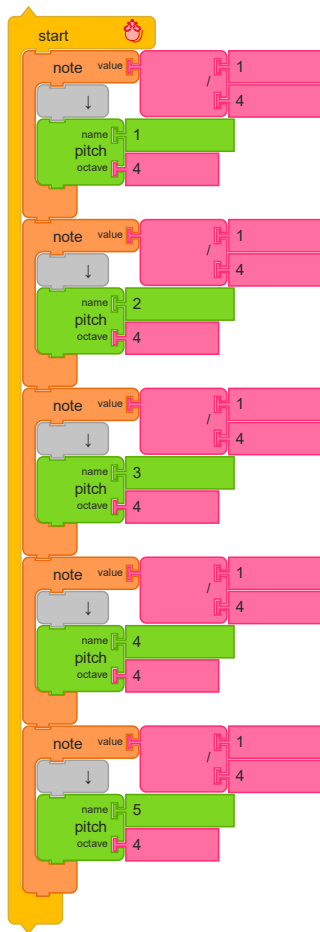 start
note value 1
/
4
↓
name 1
pitch
octave 4
note value 1
/
4
↓
name 2
pitch
octave 4
note value 1
/
4
↓
name 3
pitch
octave 4
note value 1
/
4
↓
name 4
pitch
octave 4
note value 1
/
4
↓
name 5
pitch
octave 4